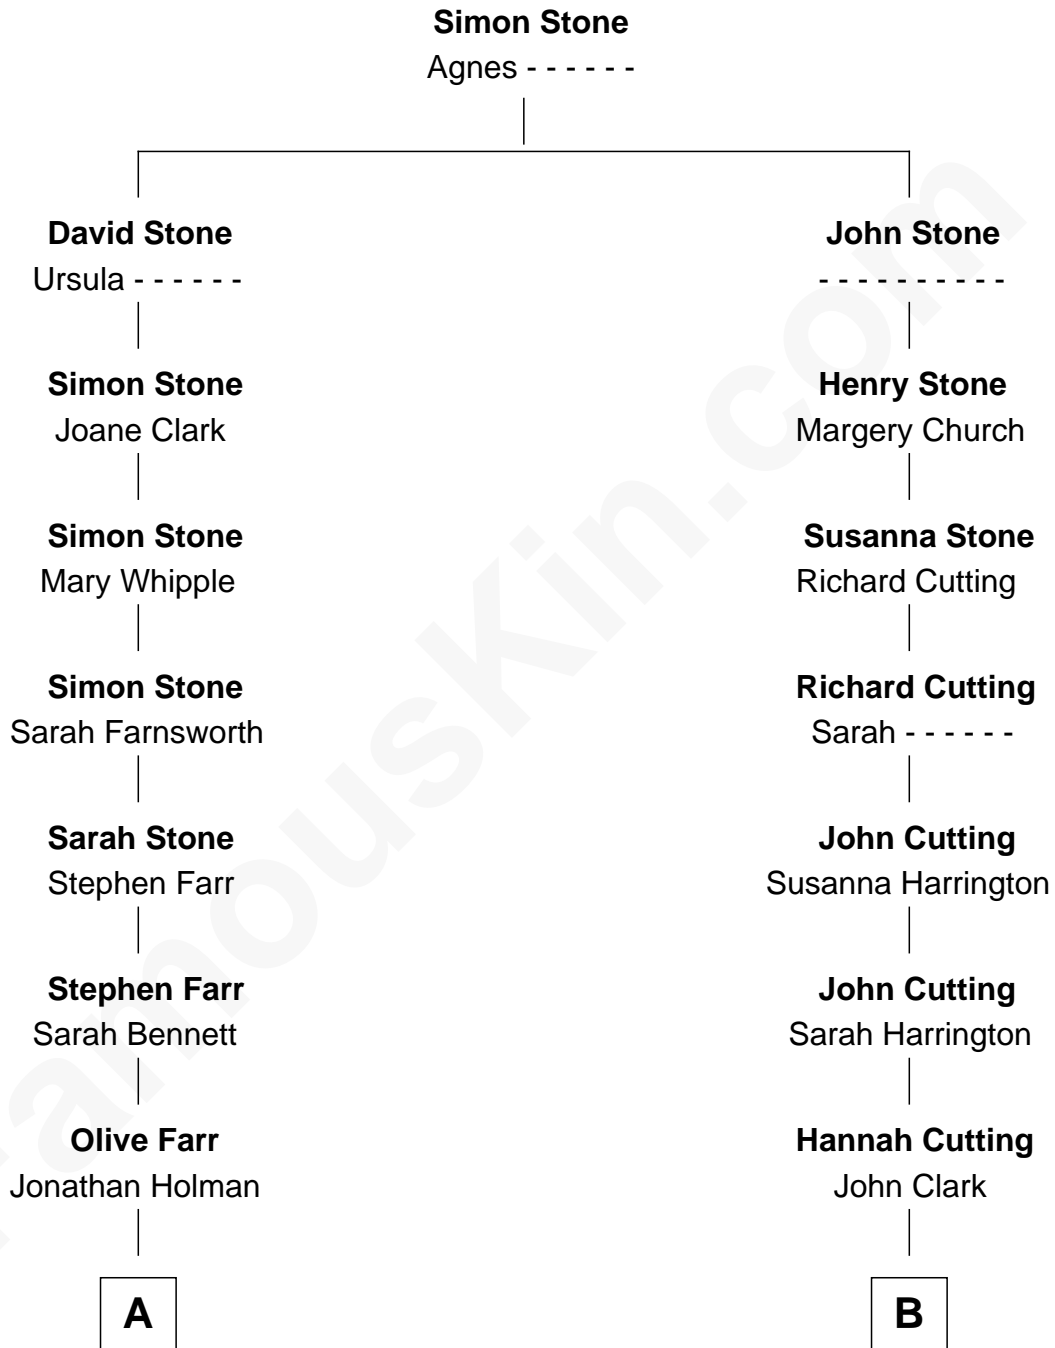 Simon Stone
Agnes - - - - - -
David Stone
Ursula - - - - - -
Simon Stone
Joane Clark
Simon Stone
Mary Whipple
Simon Stone
Sarah Farnsworth
Sarah Stone
Stephen Farr
Stephen Farr
Sarah Bennett
Olive Farr
Jonathan Holman
A
John Stone
- - - - - - - - - -
Henry Stone
Margery Church
Susanna Stone
Richard Cutting
Richard Cutting
Sarah - - - - - -
John Cutting
Susanna Harrington
John Cutting
Sarah Harrington
Hannah Cutting
John Clark
B
FamousKin.com